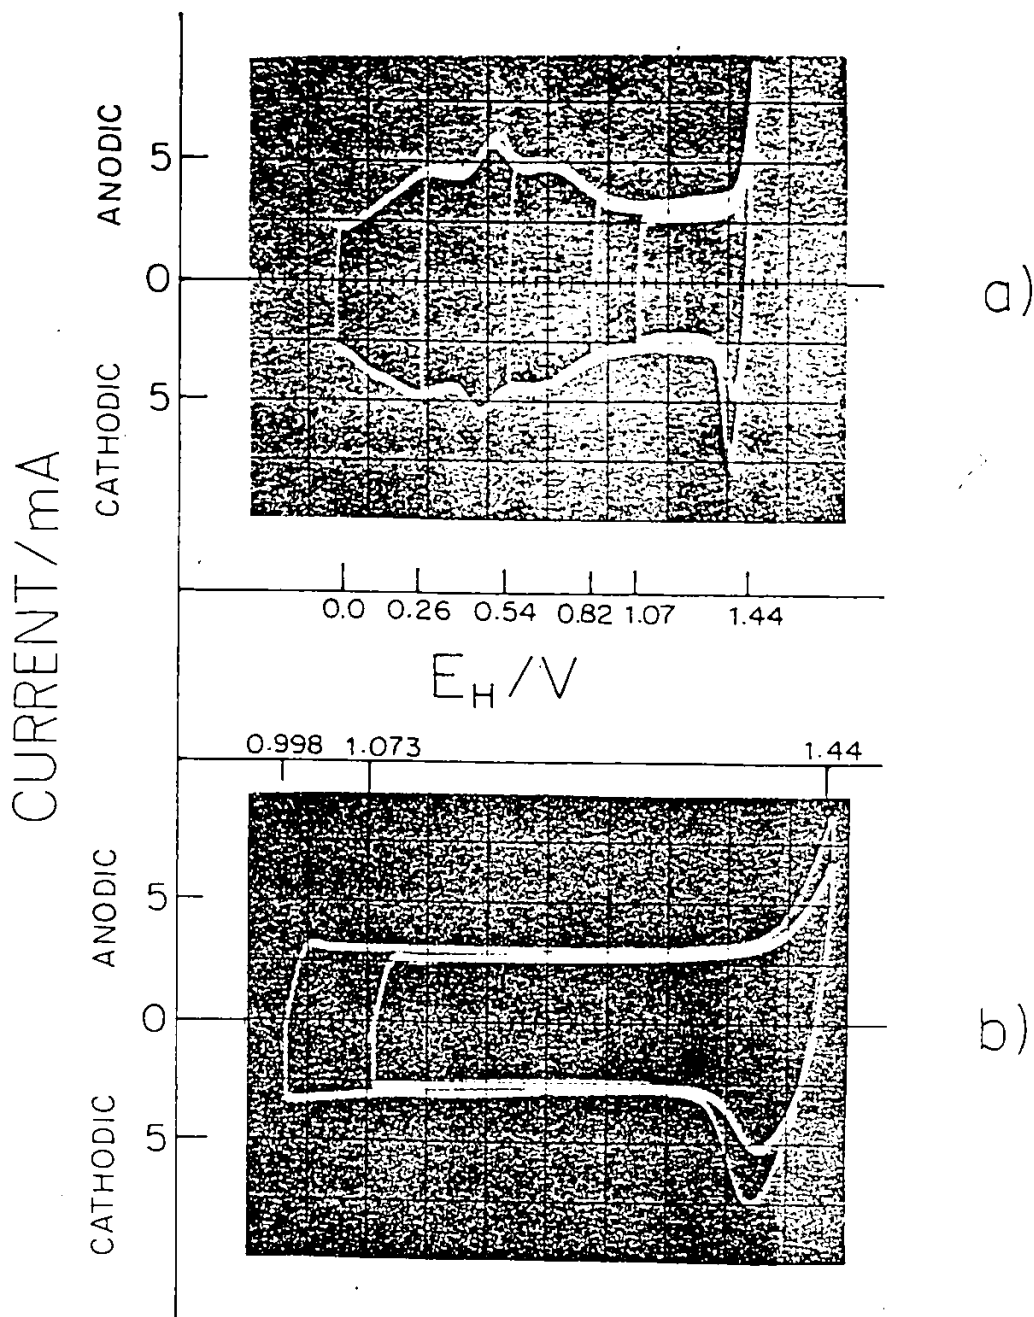 CURRENT/mA
ANODIC
CATHODIC
5
0
5
a)
0.0 0.26 0.54 0.82 1.07 1.44
E_H/V
0.998 1.073 1.44
ANODIC
CATHODIC
5
0
5
b)